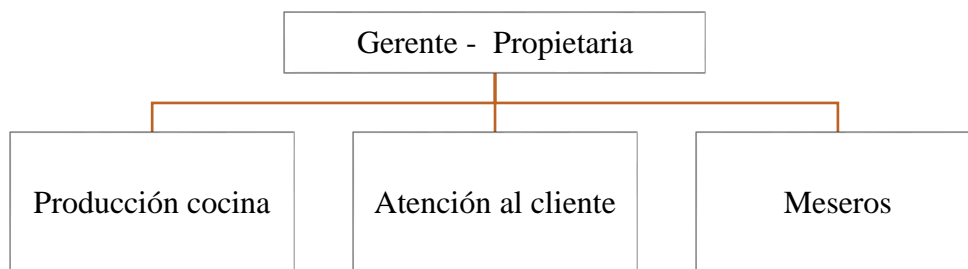 Gerente - Propietaria
Producción cocina
Atención al cliente
Meseros